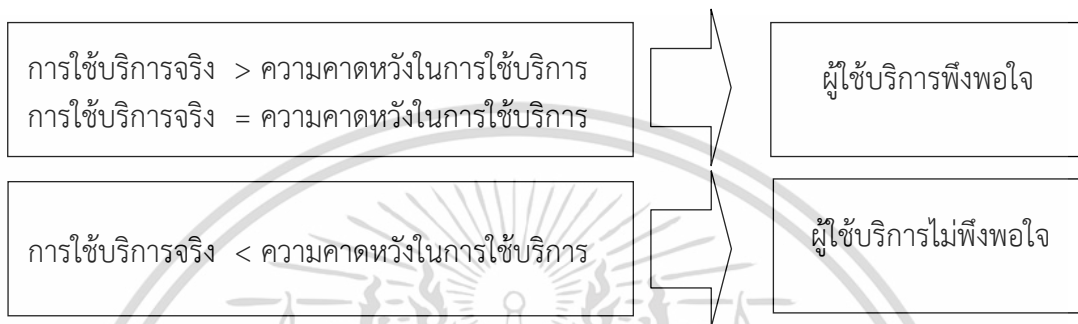 การใช้บริการจริง > ความคาดหวังในการใช้บริการ
การใช้บริการจริง = ความคาดหวังในการใช้บริการ
ผู้ใช้บริการพึงพอใจ
การใช้บริการจริง < ความคาดหวังในการใช้บริการ
ผู้ใช้บริการไม่พึงพอใจ